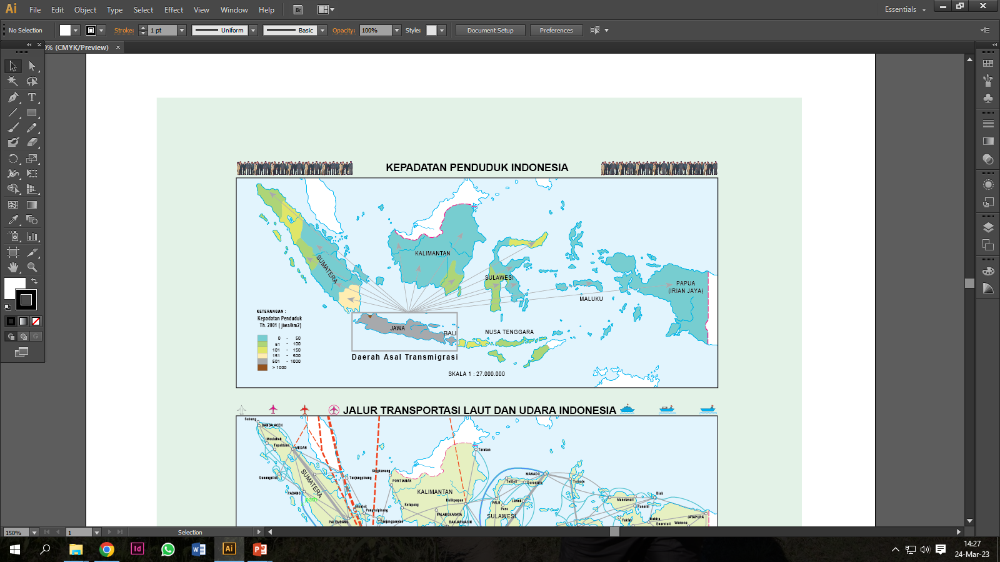 Ai File Edit Object Type Select Effect View Window Help Br Essentials
No Selection Stroke: 1 pt Uniform Basic Opacity: 100% Style: Document Setup Preferences
0% (CMYK/Preview)
KEPADATAN PENDUDUK INDONESIA
KALIMANTAN
SUMATERA
SULAWESI
PAPUA
(IRIAN JAYA)
MALUKU
KETERANGAN :
Kepadatan Penduduk
Th. 2001 ( jiwa/km2)
0 - 50
51 - 100
101 - 150
151 - 500
501 - 1000
> 1000
JAWA
BALI
NUSA TENGGARA
Daerah Asal Transmigrasi
SKALA 1 : 27.000.000
JALUR TRANSPORTASI LAUT DAN UDARA INDONESIA
Sabang
BANDA ACEH
Meulaboh
Tapaktuan
MEDAN
Tarakan
Gunungsitoli
SUMATERA
Tanjungpinang
Singkawang
PONTIANAK
MANADO
Tolitoli
Gorontalo
Ternate
PADANG
KALIMANTAN
Balikpapan
Ketapang
PALU
Luwuk
Poso
Manokwari
Biak
Pangkalpinang
PALANGKARAYA
SULAWESI
JAYAPURA
PALEMBANG
Tanjungpandan
BANJARMASIN
Fakfak
Nabire
Enarotali
Wamena
150% 1 Selection
Id W Ai P
14:27
24-Mar-23